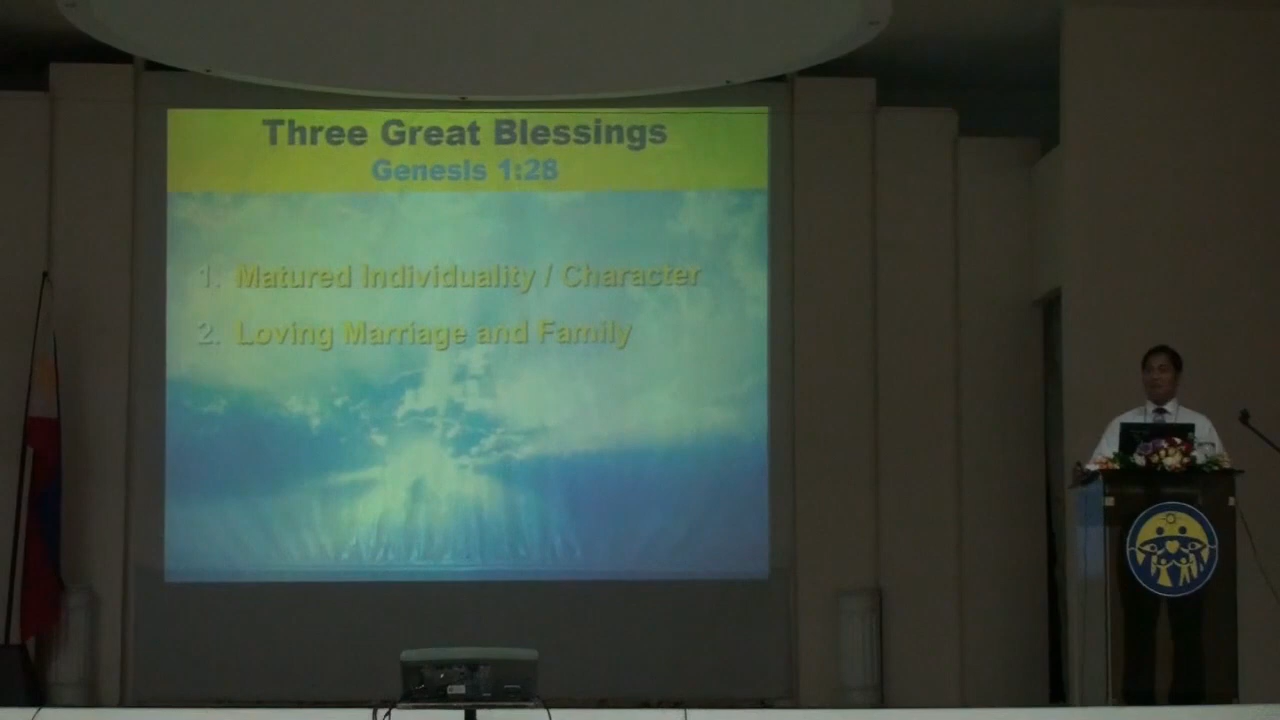 Three Great Blessings
Genesis 1:28
1. Matured Individuality / Character
2. Loving Marriage and Family